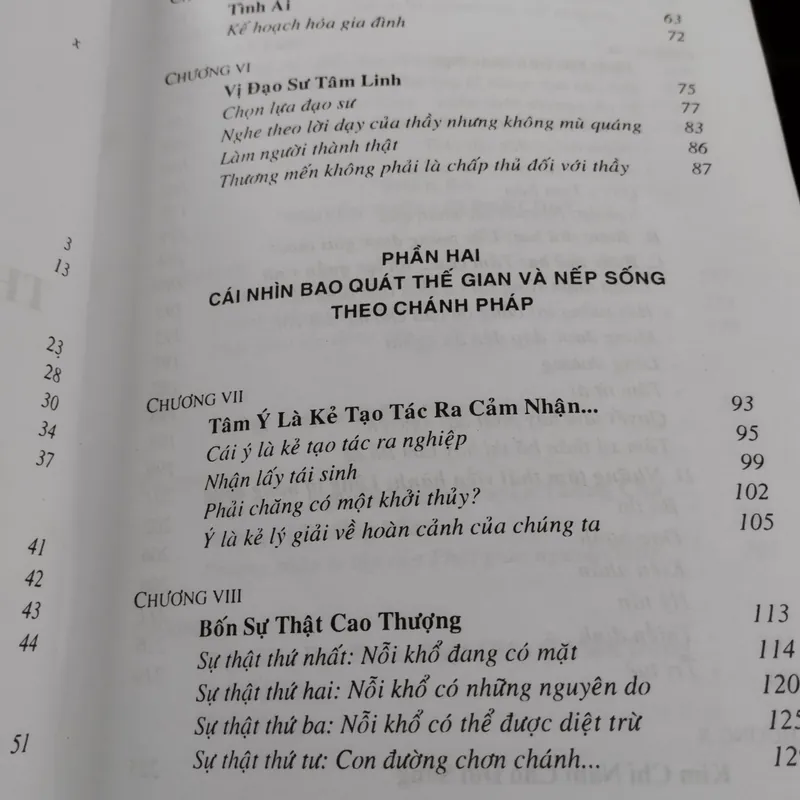 Tình Ái 63
Kế hoạch hóa gia đình 72
CHƯƠNG VI
Vị Đạo Sư Tâm Linh 75
Chọn lựa đạo sư 77
Nghe theo lời dạy của thầy nhưng không mù quáng 83
Làm người thành thật 86
Thương mến không phải là chấp thủ đối với thầy 87
3
13
23
28
30
34
37
41
42
43
44
51
PHẦN HAI
CÁI NHÌN BAO QUÁT THẾ GIAN VÀ NẾP SỐNG
THEO CHÁNH PHÁP
CHƯƠNG VII
Tâm Ý Là Kẻ Tạo Tác Ra Cảm Nhận... 93
Cái ý là kẻ tạo tác ra nghiệp 95
Nhận lấy tái sinh 99
Phải chăng có một khởi thủy? 102
Ý là kẻ lý giải về hoàn cảnh của chúng ta 105
CHƯƠNG VIII
Bốn Sự Thật Cao Thượng 113
Sự thật thứ nhất: Nỗi khổ đang có mặt 114
Sự thật thứ hai: Nỗi khổ có những nguyên do 120
Sự thật thứ ba: Nỗi khổ có thể được diệt trừ 125
Sự thật thứ tư: Con đường chơn chánh... 129